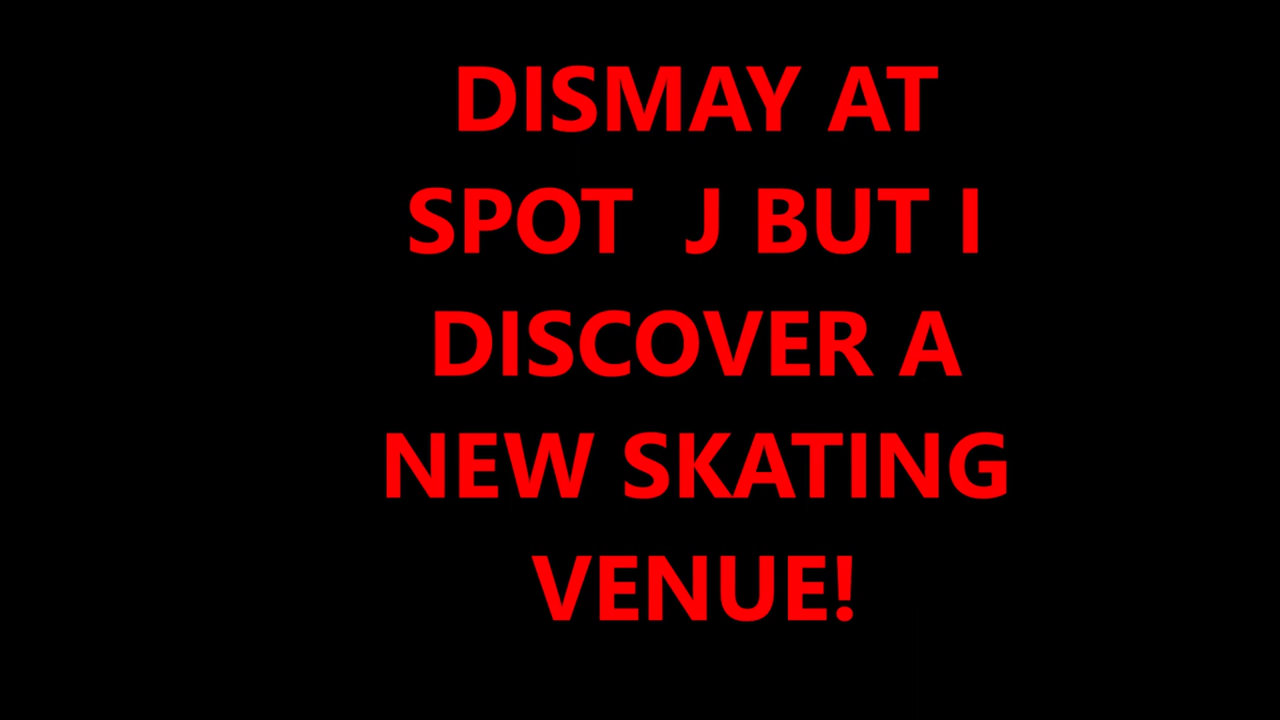 DISMAY AT
SPOT  J BUT I
DISCOVER A
NEW SKATING
VENUE!